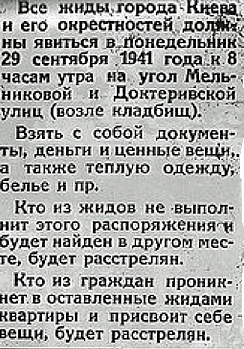 Все жиды города Киева
и его окрестностей долж-
ны явиться в понедельник
29 сентября 1941 года к 8
часам утра на угол Мель-
никовой и Доктеривской
улиц (возле кладбищ).
Взять с собой докумен-
ты, деньги и ценные вещи,
а также теплую одежду,
белье и пр.
Кто из жидов не выпол-
нит этого распоряжения и
будет найден в другом мес-
те, будет расстрелян.
Кто из граждан проник-
нет в оставленные жидами
квартиры и присвоит себе
вещи, будет расстрелян.